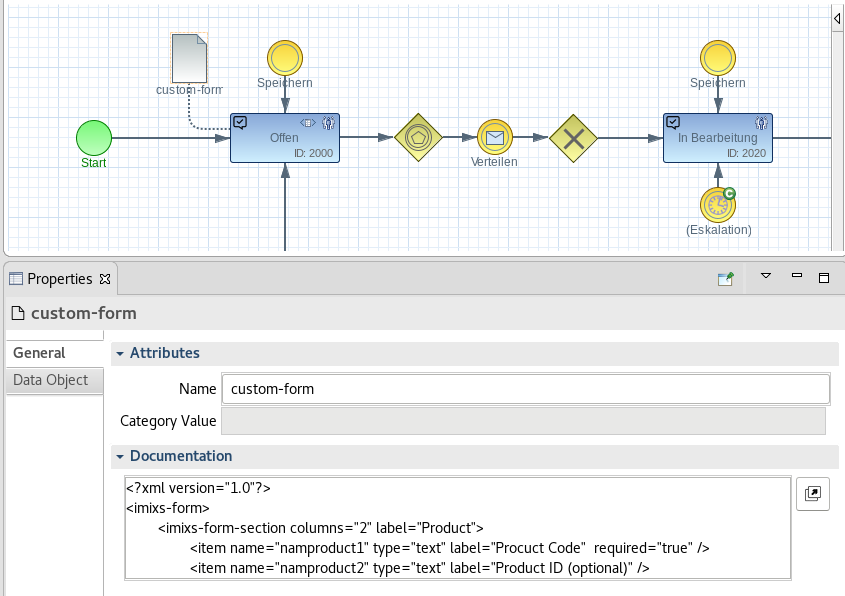 custom-form
Speichern
Speichern
Offen
ID: 2000
In Bearbeitung
ID: 2020
Start
Verteilen
C
(Eskalation)
Properties
custom-form
General
Data Object
Attributes
Name custom-form
Category Value
Documentation
<?xml version="1.0"?>
<imixs-form>
<imixs-form-section columns="2" label="Product">
<item name="namproduct1" type="text" label="Procuct Code"  required="true" />
<item name="namproduct2" type="text" label="Product ID (optional)" />